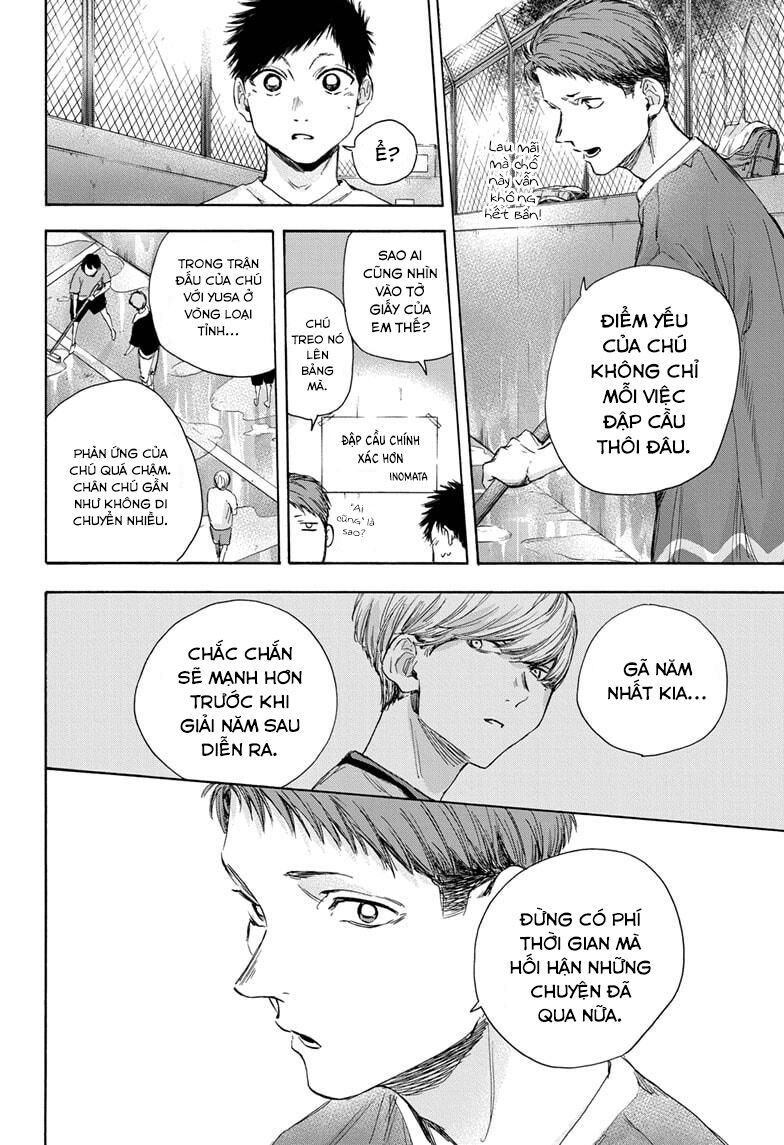 Lau mãi
mà chỗ
này vẫn
không
hết bẩn!
ĐIỂM YẾU
CỦA CHÚ
KHÔNG CHỈ
MỖI VIỆC
ĐẬP CẦU
THÔI ĐÂU.
Ể?
SAO AI
CŨNG NHÌN
VÀO TỜ
GIẤY CỦA
EM THẾ?
CHÚ
TREO NÓ
LÊN
BẢNG
MÀ.
ĐẬP CẦU CHÍNH
XÁC HƠN
INOMATA
"Ai
cũng" là
sao?
TRONG TRẬN
ĐẤU CỦA CHÚ
VỚI YUSA Ở
VÒNG LOẠI
TỈNH...
PHẢN ỨNG CỦA
CHÚ QUÁ CHẬM.
CHÂN CHÚ GẦN
NHƯ KHÔNG DI
CHUYỂN NHIỀU.
GÃ NĂM
NHẤT KIA...
CHẮC CHẮN
SẼ MẠNH HƠN
TRƯỚC KHI
GIẢI NĂM SAU
DIỄN RA.
ĐỪNG CÓ PHÍ
THỜI GIAN MÀ
HỐI HẬN NHỮNG
CHUYỆN ĐÃ
QUA NỮA.